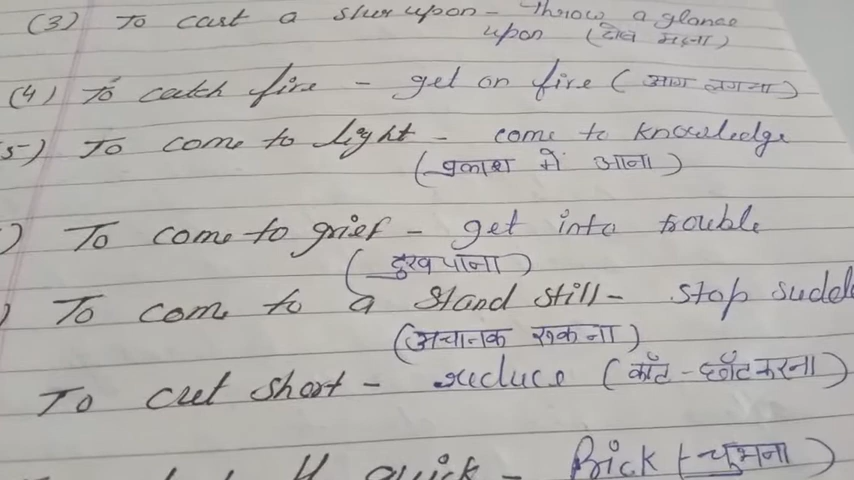 (3) To cast a slur upon - Throw a glance
upon (दोष मढ़ना)
(4) To catch fire - get on fire (आग लगना)
5) To come to light - come to knowledge
(प्रकाश में आना)
) To come to grief - get into trouble
(दुख पाना)
) To come to a stand still - stop sudde
(अचानक रुकना)
To cut short - reduce (काँट - छाँट करना)
quick - Brick (चुभना)